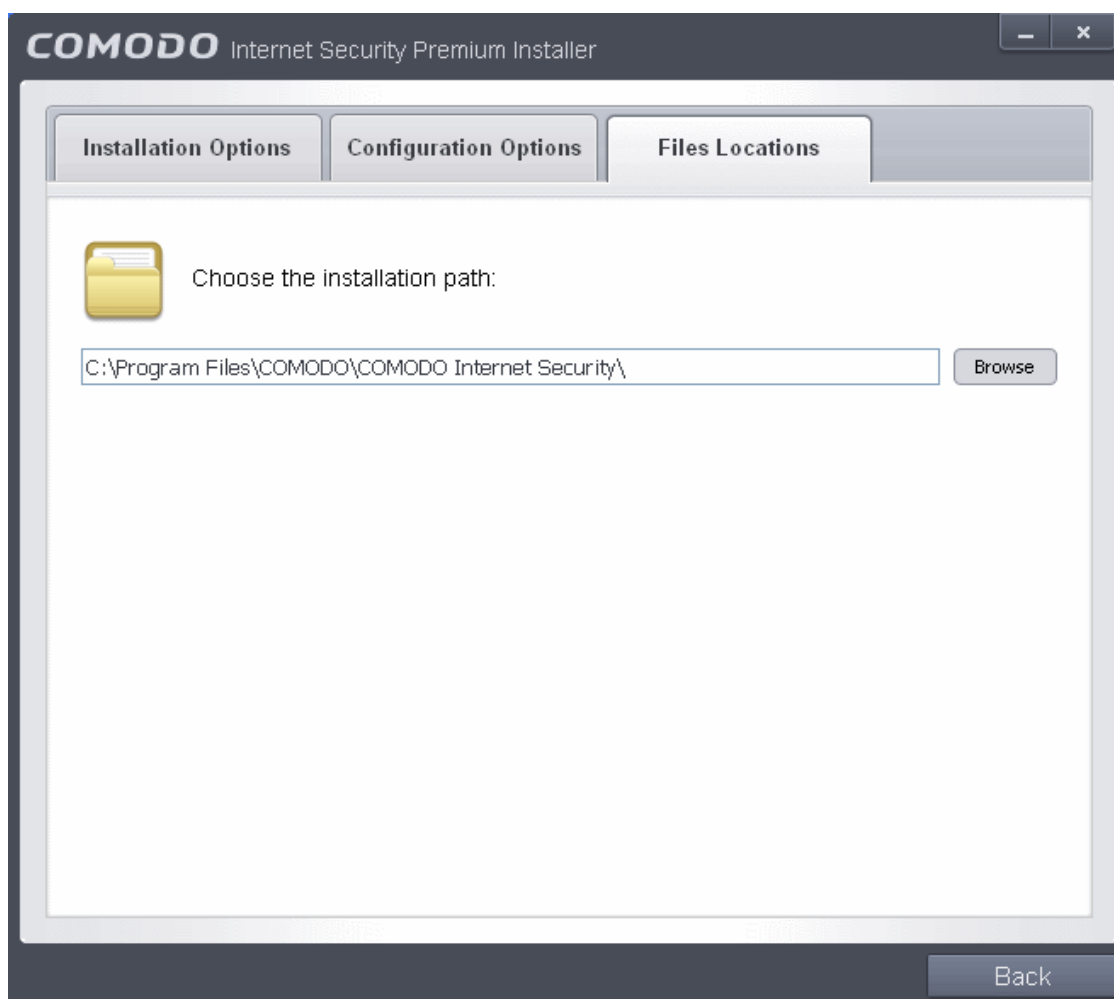 COMODO Internet Security Premium Installer
Installation Options
Configuration Options
Files Locations
Choose the installation path:
C:\Program Files\COMODO\COMODO Internet Security\
Browse
Back